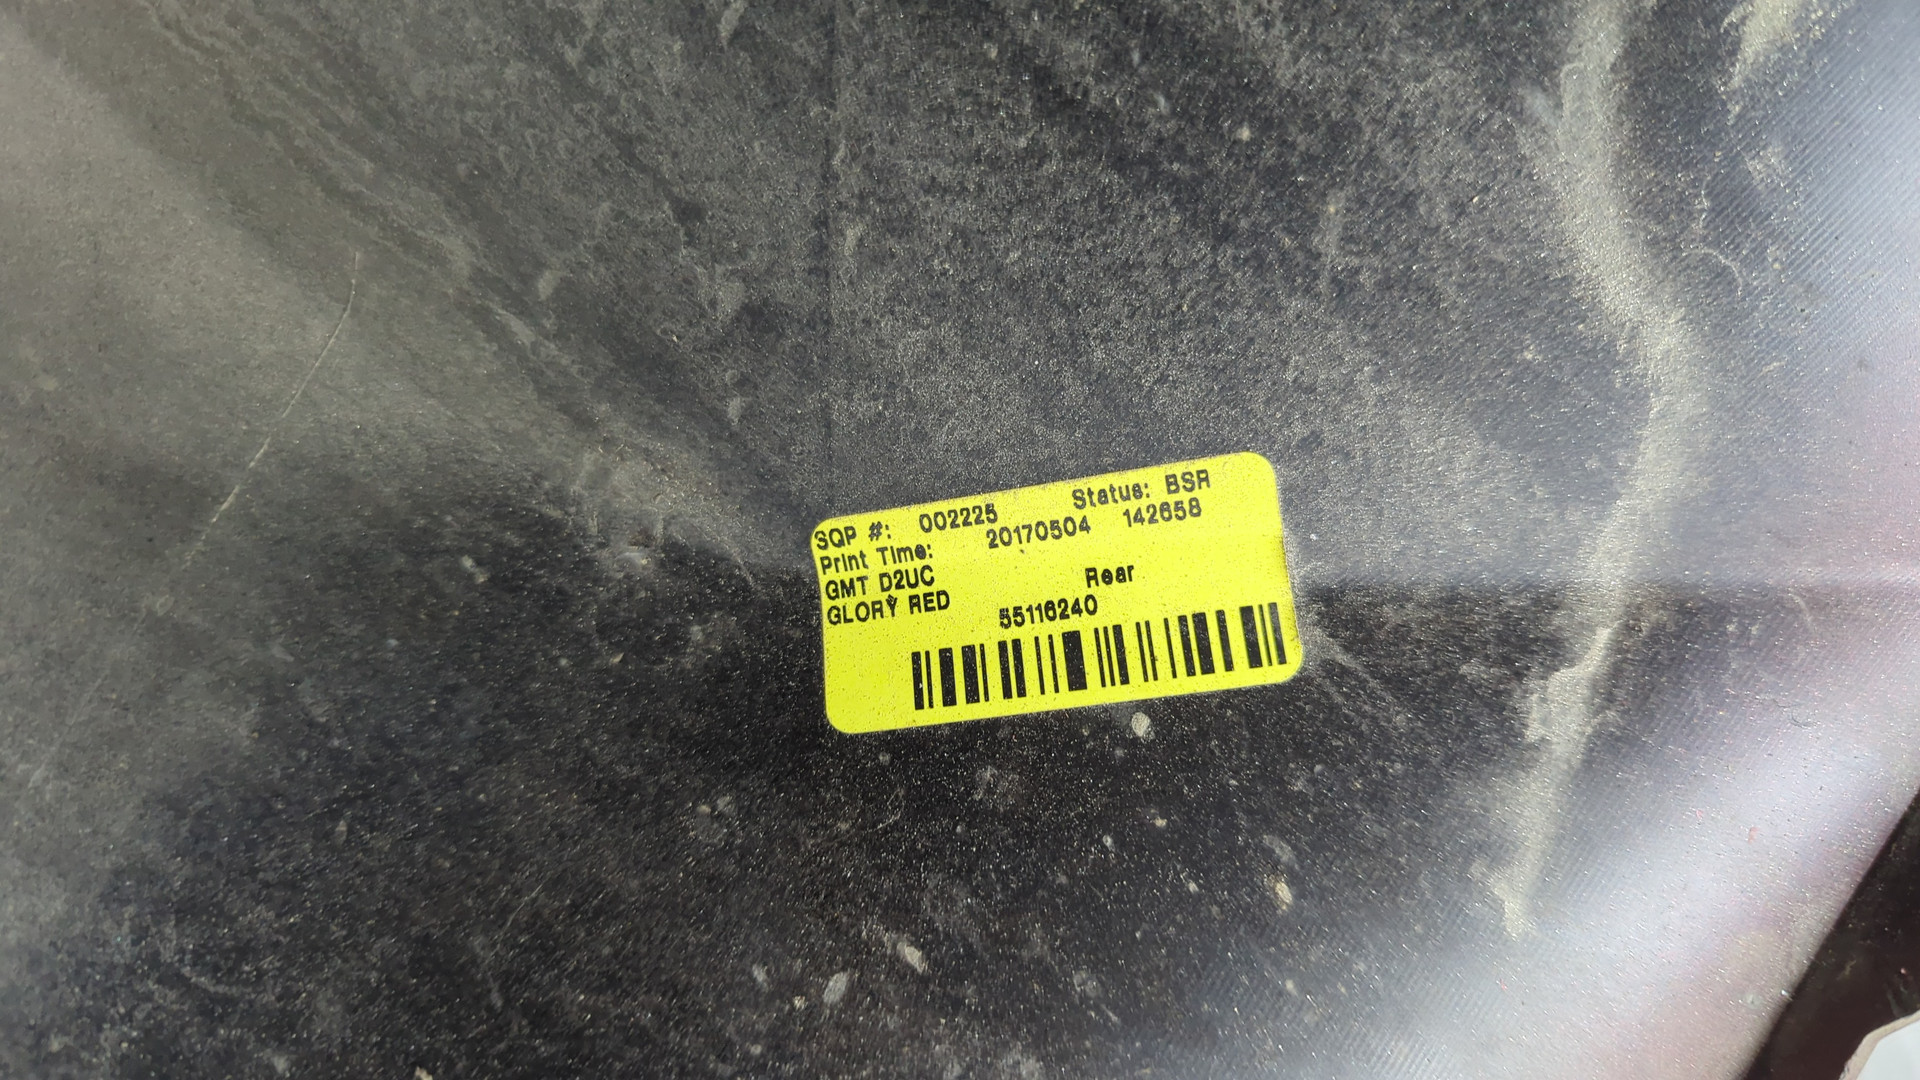 SQP #: 002225 Status: BSR
Print Time: 20170504 142658
GMT D2UC Rear
GLORY RED 55116240